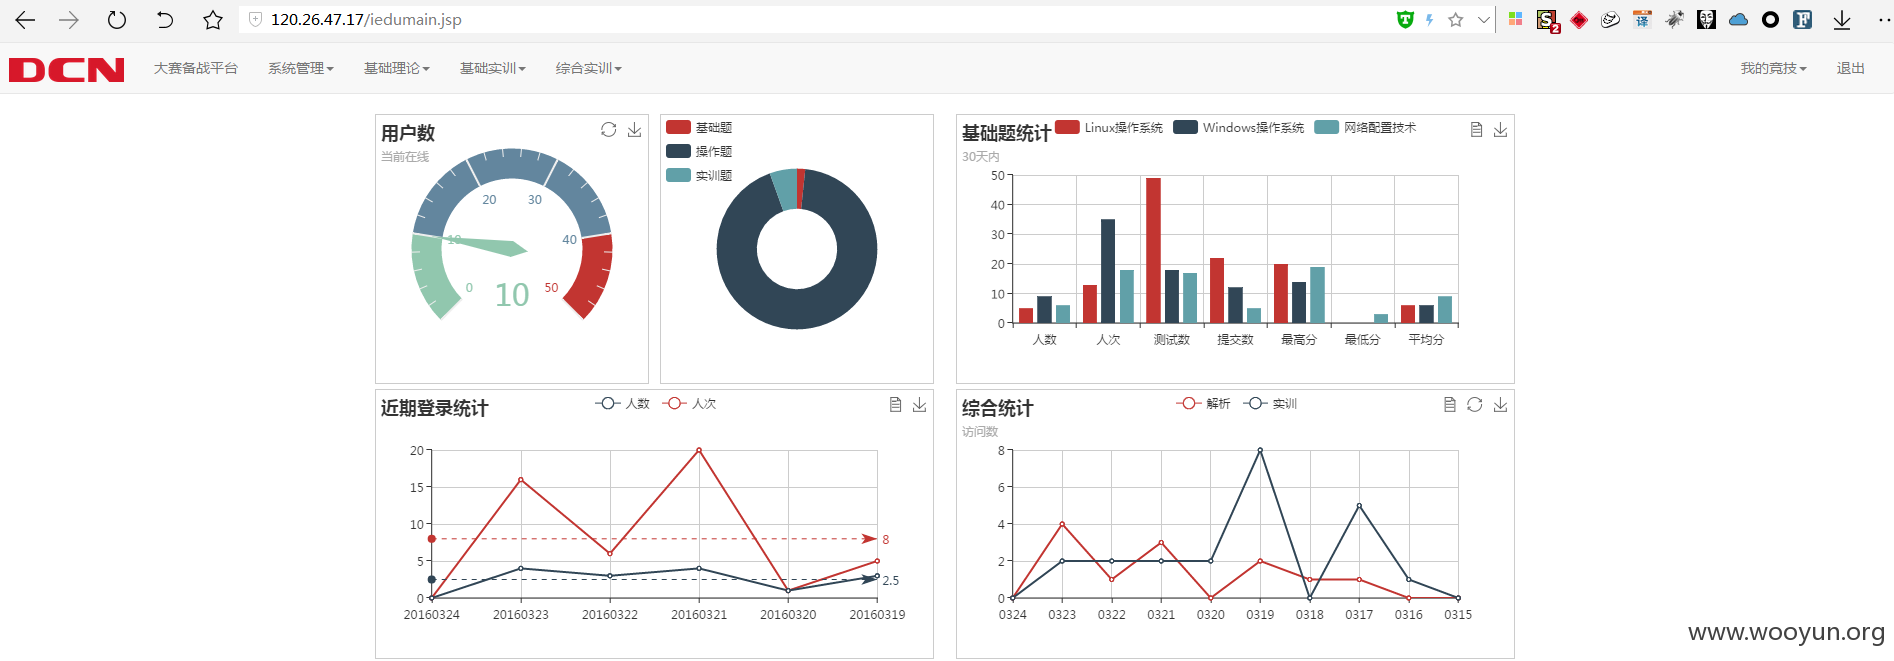 120.26.47.17/iedumain.jsp
DCN 大赛备战平台 系统管理 基础理论 基础实训 综合实训 我的竞技 退出
用户数
当前在线
0 10 20 30 40 50
10
基础题
操作题
实训题
基础题统计 Linux操作系统 Windows操作系统 网络配置技术
30天内
50
40
30
20
10
0
人数 人次 测试数 提交数 最高分 最低分 平均分
近期登录统计 人数 人次
20
15
10
5
0
8
2.5
20160324 20160323 20160322 20160321 20160320 20160319
综合统计 解析 实训
访问数
8
6
4
2
0
0324 0323 0322 0321 0320 0319 0318 0317 0316 0315
www.wooyun.org